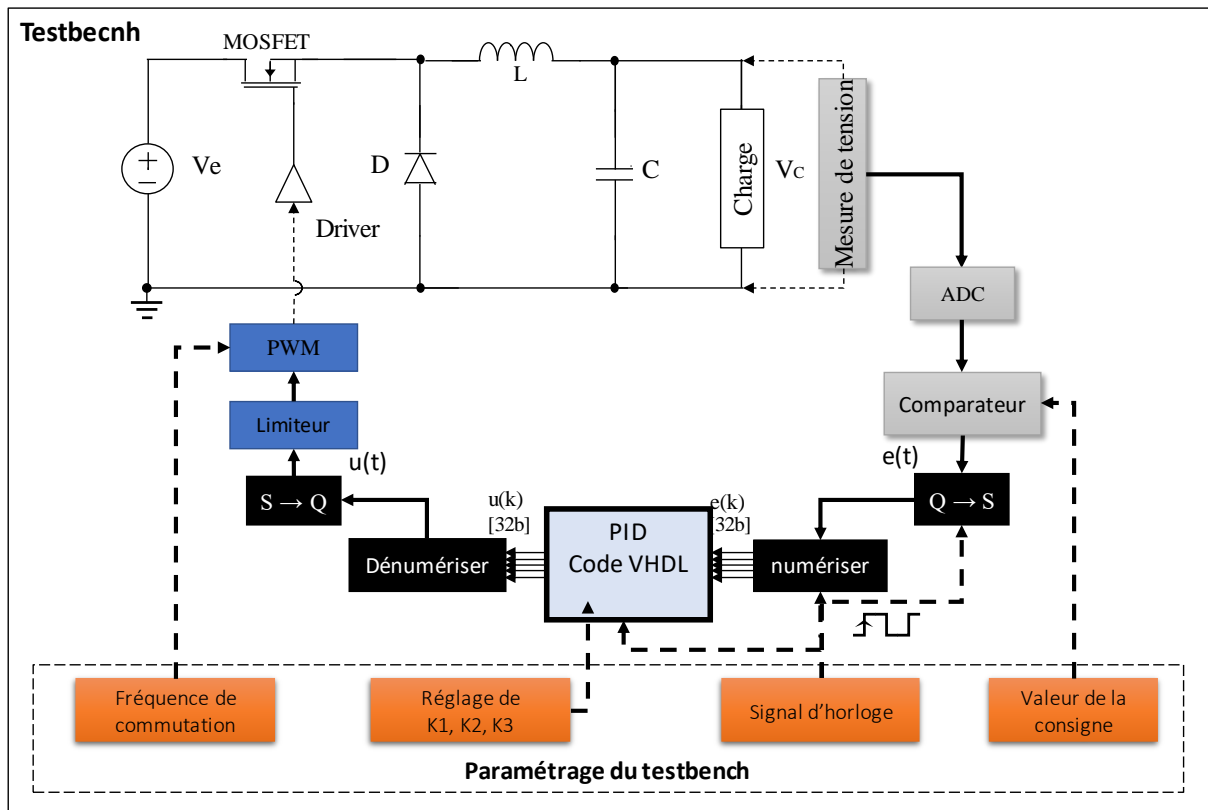 Testbecnh
MOSFET
L
Ve
D
C
Charge
V_C
Mesure de tension
Driver
ADC
PWM
Comparateur
Limiteur
u(t)
e(t)
S → Q
Q → S
u(k)
[32b]
e(k)
[32b]
PID
Code VHDL
Dénumériser
numériser
Fréquence de
commutation
Réglage de
K1, K2, K3
Signal d’horloge
Valeur de la
consigne
Paramétrage du testbench